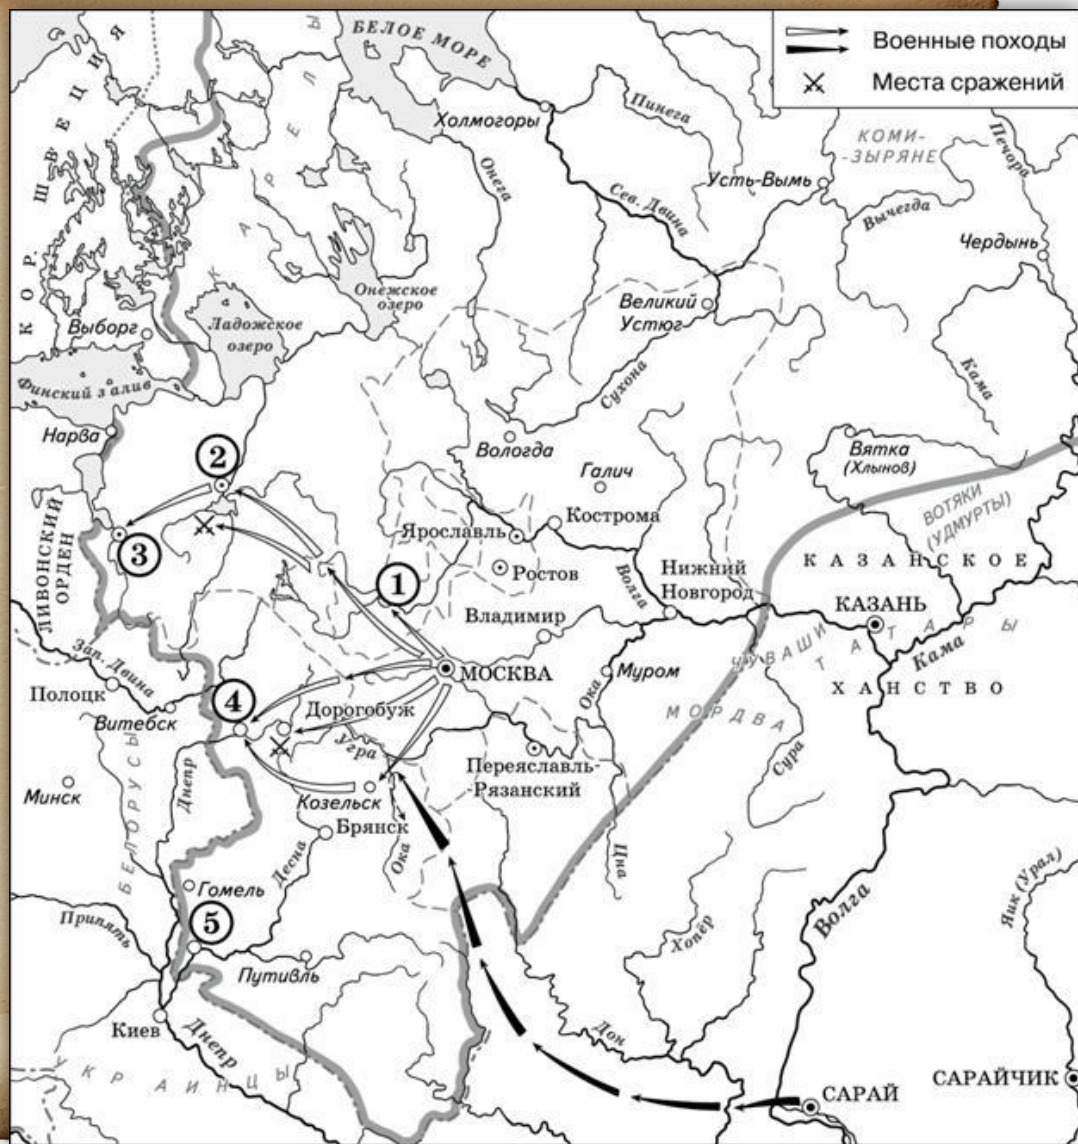 Военные походы
Места сражений
БЕЛОЕ МОРЕ
КОР. ШВЕЦИЯ
КАРЕЛЫ
Холмогоры
Пинега
КОМИ-
-ЗЫРЯНЕ
Печора
Онега
Сев. Двина
Усть-Вымь
Вычегда
Чердынь
Онежское
озеро
Великий
Устюг
Выборг
Ладожское
озеро
Финский залив
Сухона
Кама
Нарва
Вологда
Вятка
(Хлынов)
2
Галич
ЛИВОНСКИЙ
ОРДЕН
3
Ярославль
Кострома
ВОТЯКИ
(УДМУРТЫ)
КАЗАНСКОЕ
1
Ростов
Волга
Нижний
Новгород
КАЗАНЬ
Владимир
ЧУВАШИ
ТАТАРЫ
Кама
Зап. Двина
МОСКВА
Муром
Ока
ХАНСТВО
Полоцк
4
Дорогобуж
МОРДВА
Витебск
Угра
Переяславль-
-Рязанский
Сура
Минск
БЕЛОРУСЫ
Днепр
Козельск
Брянск
Ока
Цна
Десна
Гомель
Припять
5
Хопёр
Волга
Яик (Урал)
Путивль
Киев
Днепр
Дон
УКРАИНЦЫ
САРАЙ
САРАЙЧИК